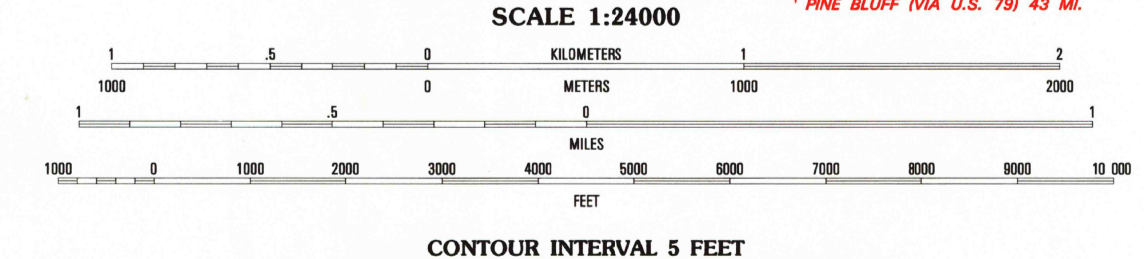 PINE BLUFF (VIA U.S. 79) 43 MI.
SCALE 1:24000
1 .5 0 KILOMETERS 1 2
1000 0 METERS 1000 2000
1 .5 0 1
MILES
1000 0 1000 2000 3000 4000 5000 6000 7000 8000 9000 10 000
FEET
CONTOUR INTERVAL 5 FEET